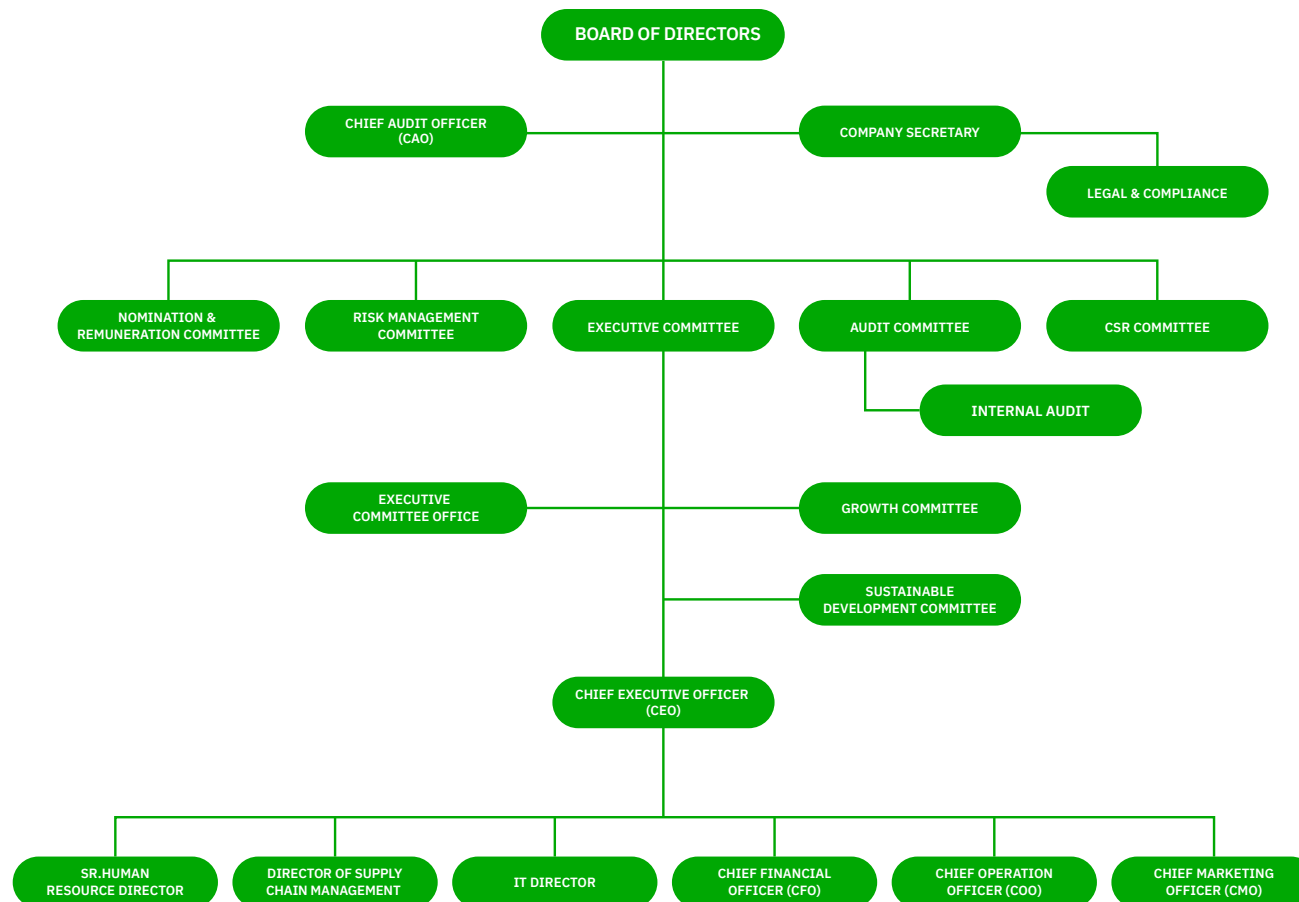 BOARD OF DIRECTORS
CHIEF AUDIT OFFICER
(CAO)
COMPANY SECRETARY
LEGAL & COMPLIANCE
NOMINATION &
REMUNERATION COMMITTEE
RISK MANAGEMENT
COMMITTEE
EXECUTIVE COMMITTEE
AUDIT COMMITTEE
CSR COMMITTEE
INTERNAL AUDIT
EXECUTIVE
COMMITTEE OFFICE
GROWTH COMMITTEE
SUSTAINABLE
DEVELOPMENT COMMITTEE
CHIEF EXECUTIVE OFFICER
(CEO)
SR.HUMAN
RESOURCE DIRECTOR
DIRECTOR OF SUPPLY
CHAIN MANAGEMENT
IT DIRECTOR
CHIEF FINANCIAL
OFFICER (CFO)
CHIEF OPERATION
OFFICER (COO)
CHIEF MARKETING
OFFICER (CMO)